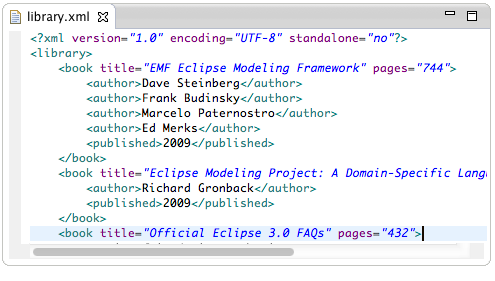 library.xml
<?xml version="1.0" encoding="UTF-8" standalone="no"?>
<library>
<book title="EMF Eclipse Modeling Framework" pages="744">
<author>Dave Steinberg</author>
<author>Frank Budinsky</author>
<author>Marcelo Paternostro</author>
<author>Ed Merks</author>
<published>2009</published>
</book>
<book title="Eclipse Modeling Project: A Domain-Specific Lang
<author>Richard Gronback</author>
<published>2009</published>
</book>
<book title="Official Eclipse 3.0 FAQs" pages="432">